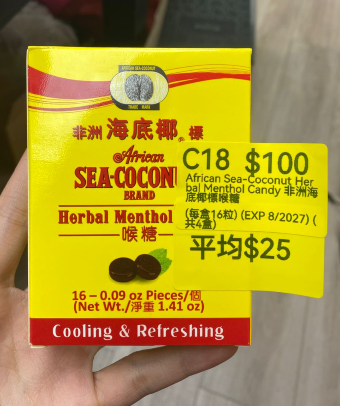 AFRICAN SEA-COCONUT
TRADE MARK
非洲 海底椰® 標
African
SEA-COCONU
BRAND
Herbal Menthol
喉糖
16 – 0.09 oz Pieces/個
(Net Wt./淨重 1.41 oz)
Cooling & Refreshing
C18 $100
African Sea-Coconut Her
bal Menthol Candy 非洲海
底椰標喉糖
(每盒16粒) (EXP 8/2027) (
共4盒)
平均$25